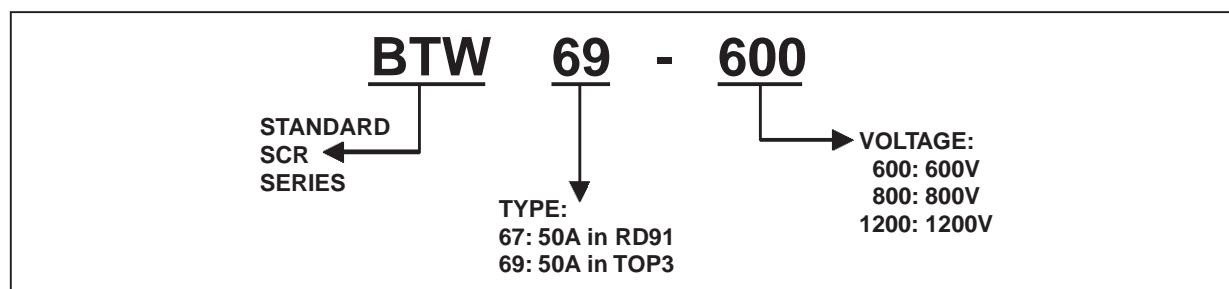 BTW 69 - 600
STANDARD
SCR
SERIES
TYPE:
67: 50A in RD91
69: 50A in TOP3
VOLTAGE:
600: 600V
800: 800V
1200: 1200V